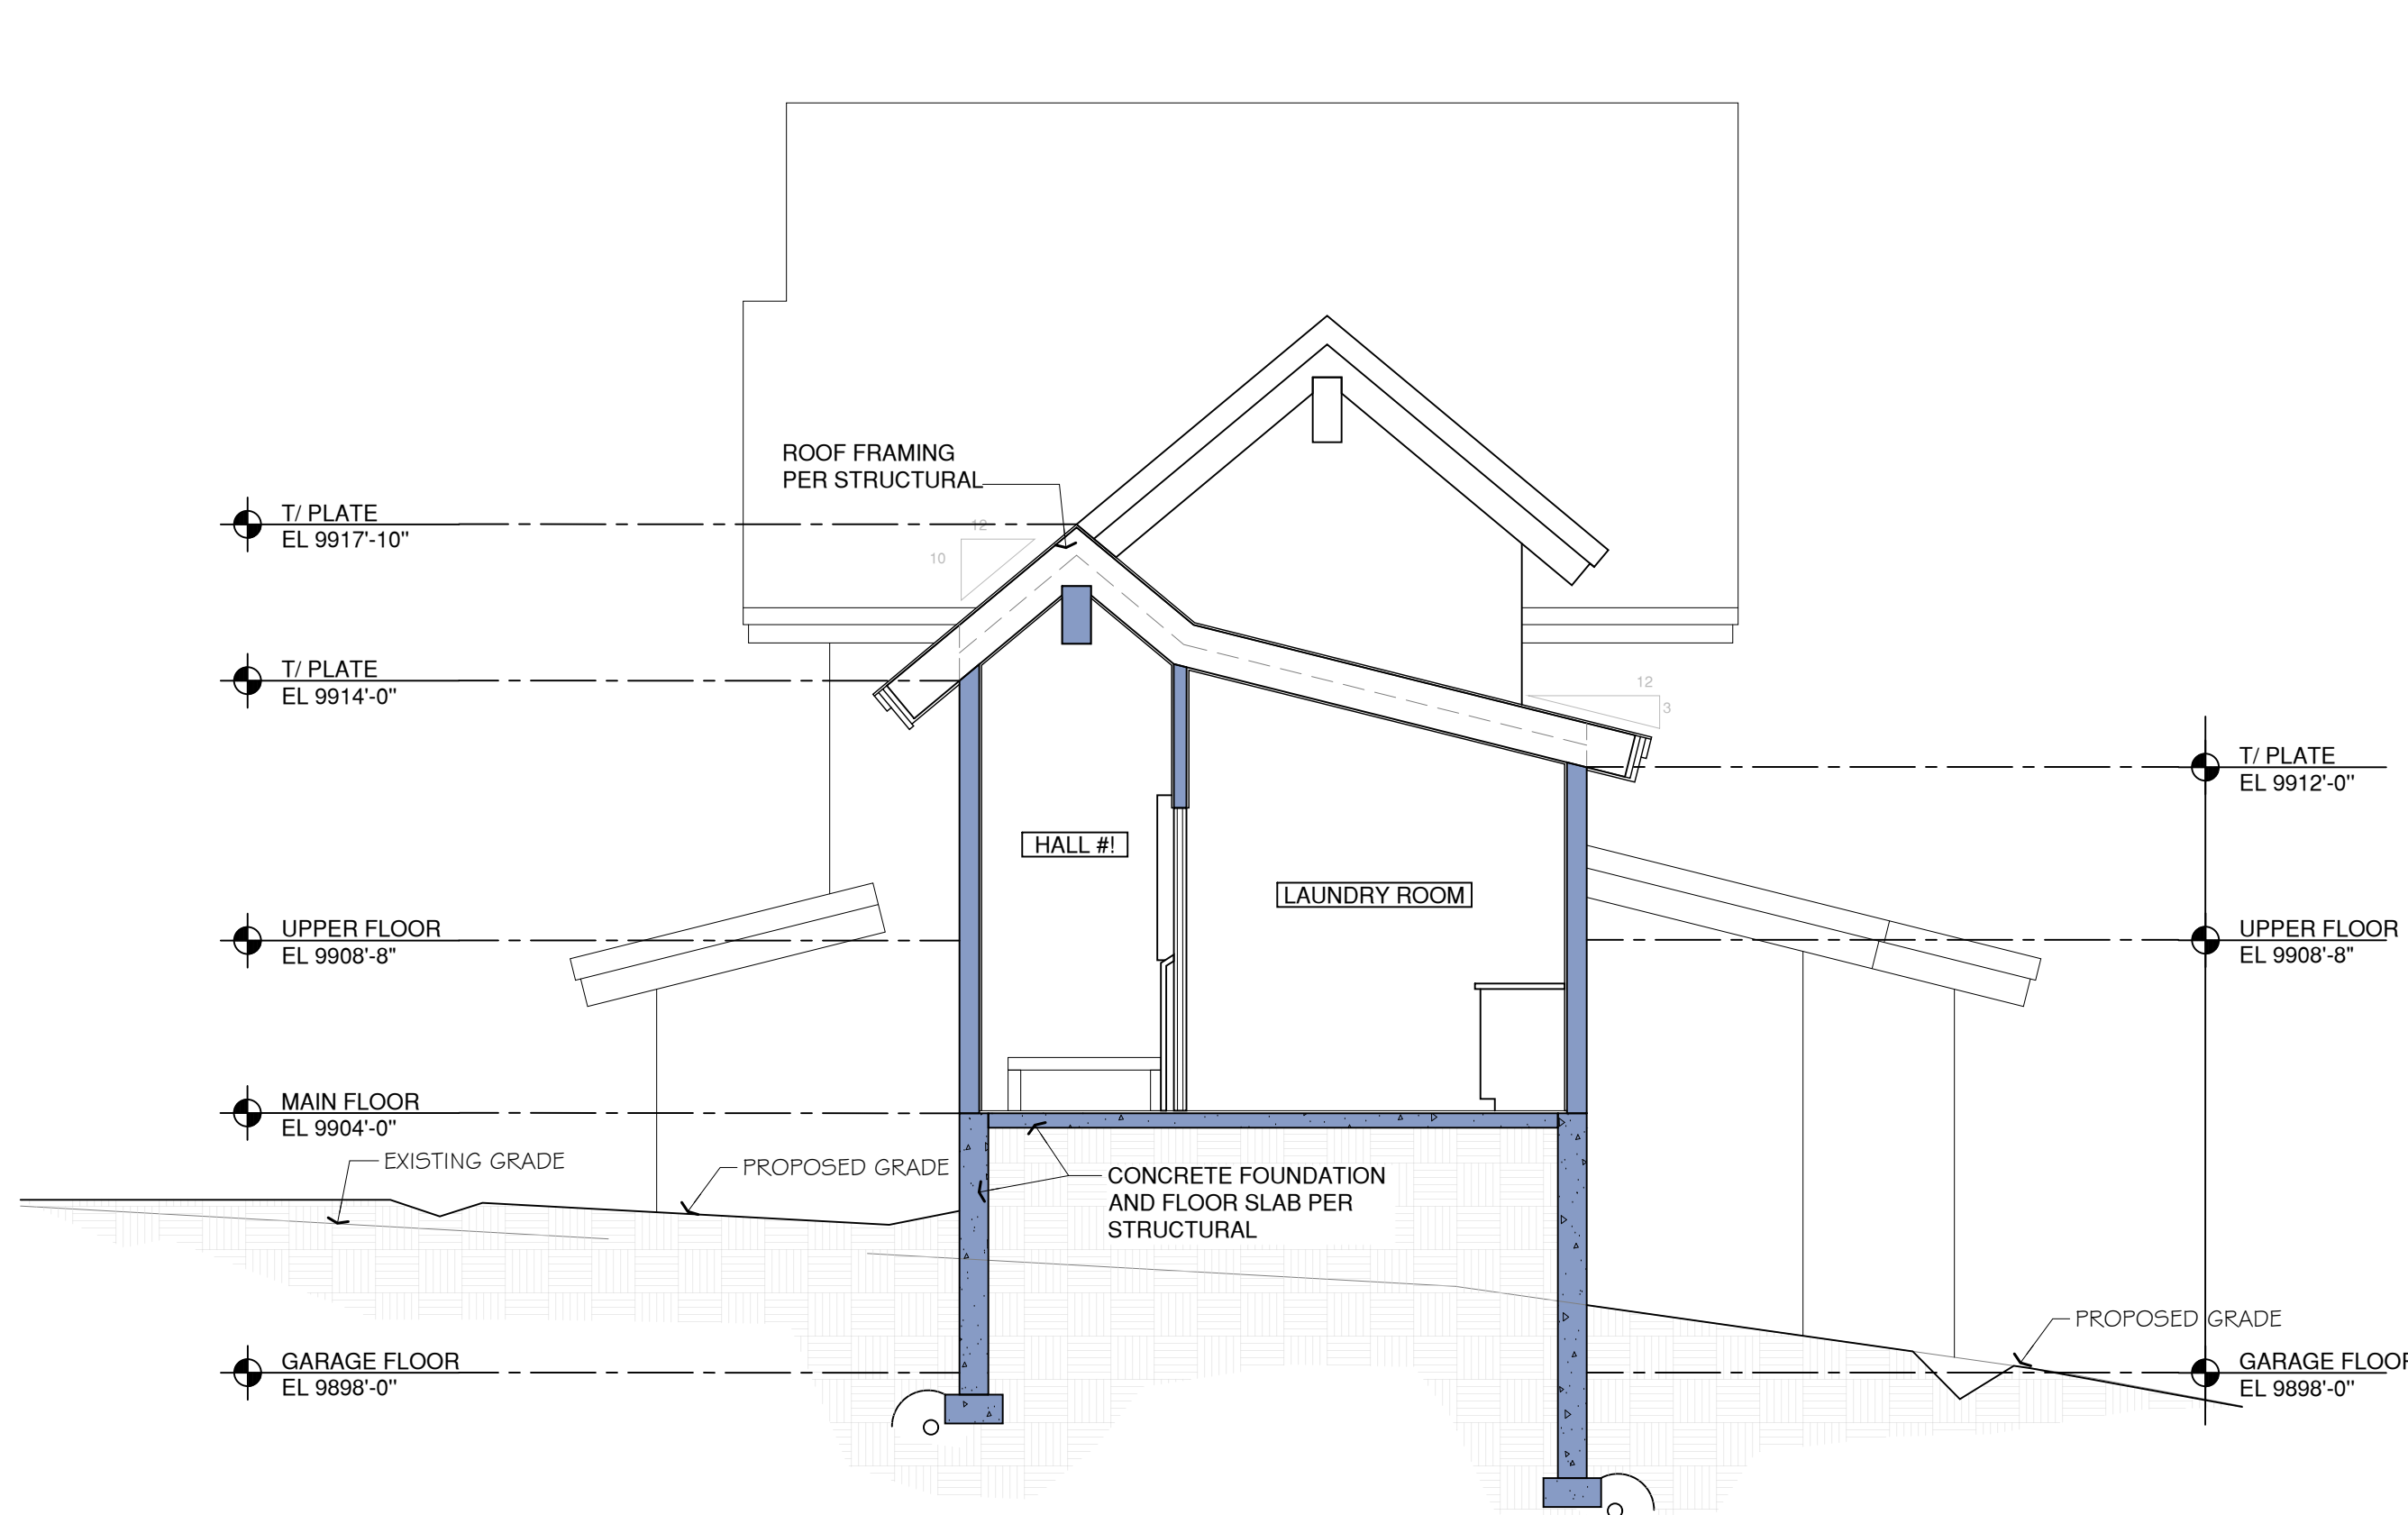 ROOF FRAMING
PER STRUCTURAL
T/ PLATE
EL 9917'-10"
12
10
T/ PLATE
EL 9914'-0"
12
3
T/ PLATE
EL 9912'-0"
HALL #!
LAUNDRY ROOM
UPPER FLOOR
EL 9908'-8"
UPPER FLOOR
EL 9908'-8"
MAIN FLOOR
EL 9904'-0"
EXISTING GRADE
PROPOSED GRADE
CONCRETE FOUNDATION
AND FLOOR SLAB PER
STRUCTURAL
PROPOSED GRADE
GARAGE FLOOR
EL 9898'-0"
GARAGE FLOOR
EL 9898'-0"